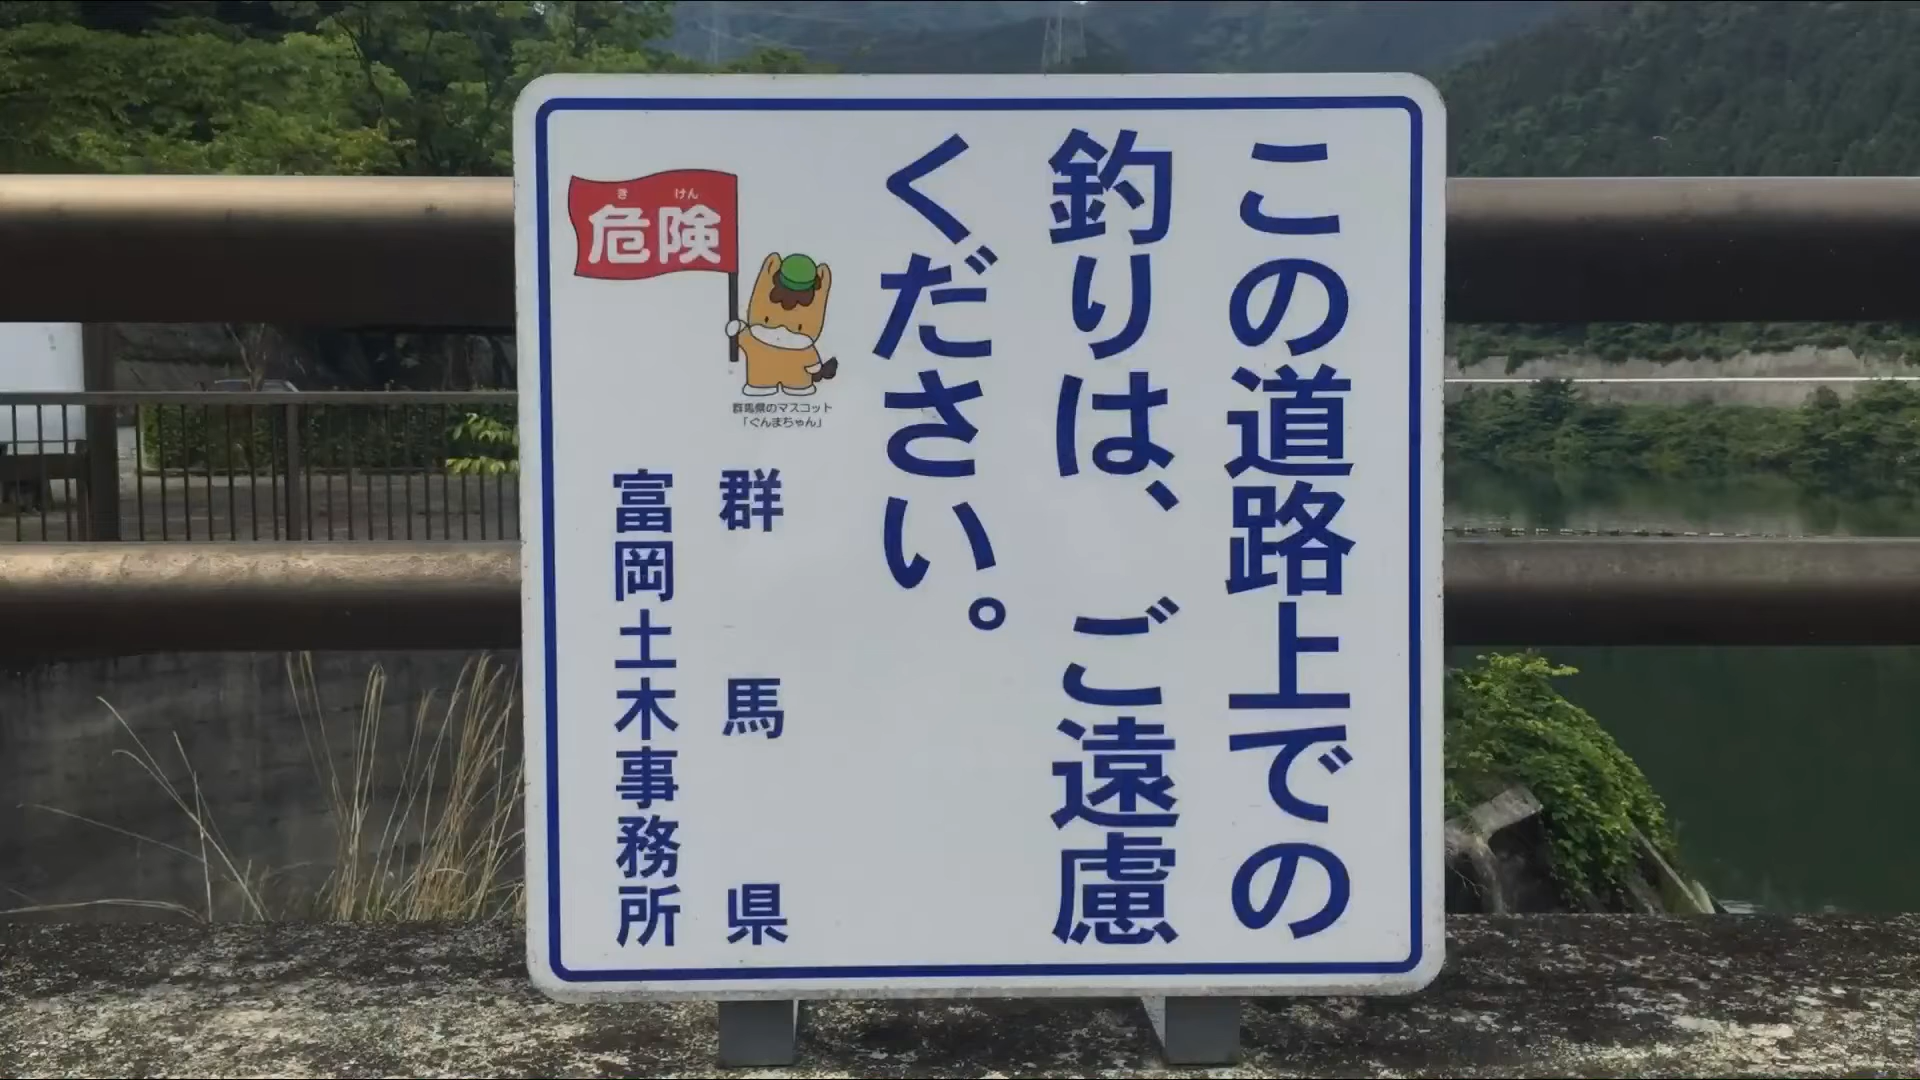 この道路上での
釣りは、ご遠慮
ください。
きけん
危険
群馬県のマスコット
「ぐんまちゃん」
群馬県
富岡土木事務所